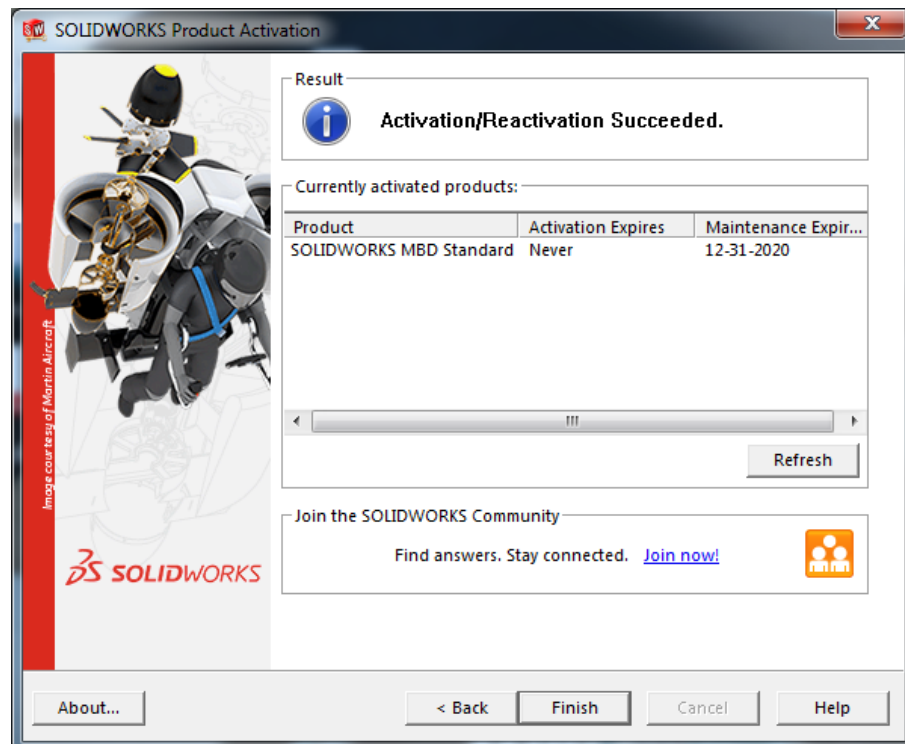 SOLIDWORKS Product Activation
Result
Activation/Reactivation Succeeded.
Currently activated products:
Product Activation Expires Maintenance Expir...
SOLIDWORKS MBD Standard Never 12-31-2020
Refresh
Join the SOLIDWORKS Community
Find answers. Stay connected. Join now!
Image courtesy of Martin Aircraft
SOLIDWORKS
About... < Back Finish Cancel Help